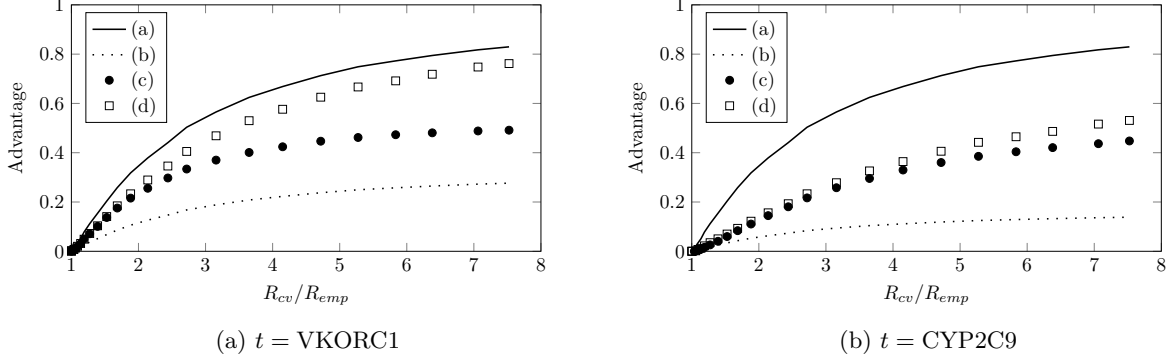 1
0.8
0.6
0.4
0.2
0
Advantage
(a)
(b)
(c)
(d)
1 2 3 4 5 6 7 8
R_cv/R_emp
(a) t = VKORC1
1
0.8
0.6
0.4
0.2
0
Advantage
(a)
(b)
(c)
(d)
1 2 3 4 5 6 7 8
R_cv/R_emp
(b) t = CYP2C9